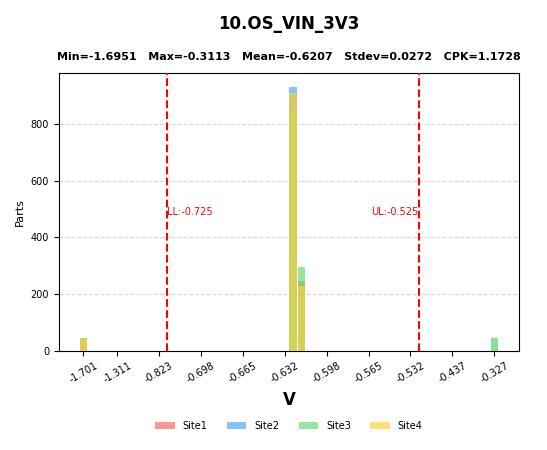 10.OS_VIN_3V3
Min=-1.6951 Max=-0.3113 Mean=-0.6207 Stdev=0.0272 CPK=1.1728
800
600
400
200
0
Parts
LL:-0.725
UL:-0.525
-1.701 -1.311 -0.823 -0.698 -0.665 -0.632 -0.598 -0.565 -0.532 -0.437 -0.327
V
Site1 Site2 Site3 Site4